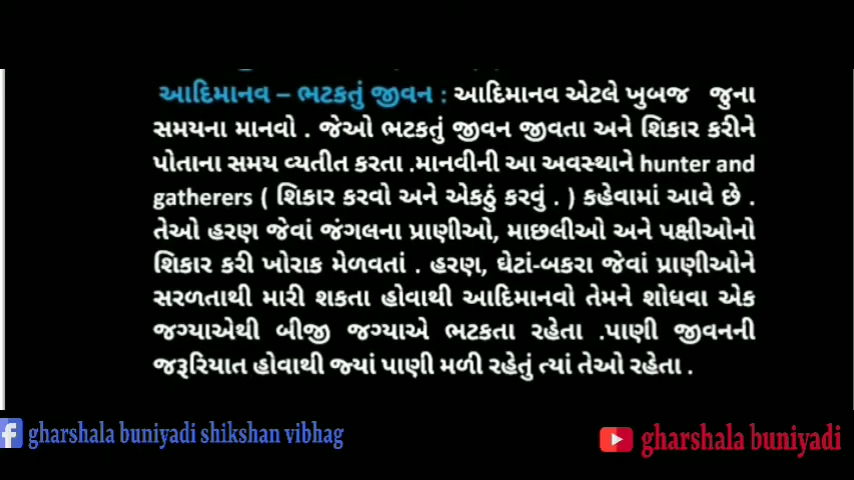 આદિમાનવ – ભટકતું જીવન : આદિમાનવ એટલે ખુબજ જુના
સમયના માનવો . જેઓ ભટકતું જીવન જીવતા અને શિકાર કરીને
પોતાના સમય વ્યતીત કરતા .માનવીની આ અવસ્થાને hunter and
gatherers ( શિકાર કરવો અને એકઠું કરવું . ) કહેવામાં આવે છે .
તેઓ હરણ જેવાં જંગલના પ્રાણીઓ, માછલીઓ અને પક્ષીઓનો
શિકાર કરી ખોરાક મેળવતાં . હરણ, ઘેટાં-બકરા જેવાં પ્રાણીઓને
સરળતાથી મારી શકતા હોવાથી આદિમાનવો તેમને શોધવા એક
જગ્યાએથી બીજી જગ્યાએ ભટકતા રહેતા .પાણી જીવનની
જરૂરિયાત હોવાથી જ્યાં પાણી મળી રહેતું ત્યાં તેઓ રહેતા .
gharshala buniyadi shikshan vibhag
gharshala buniyadi